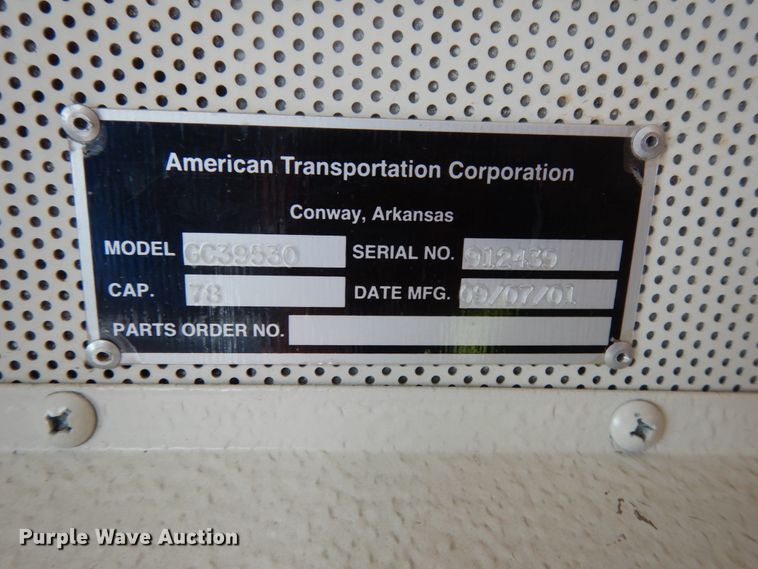 American Transportation Corporation
Conway, Arkansas
MODEL CC39530 SERIAL NO. 912439
CAP. 78 DATE MFG. 09/07/01
PARTS ORDER NO.
Purple Wave Auction